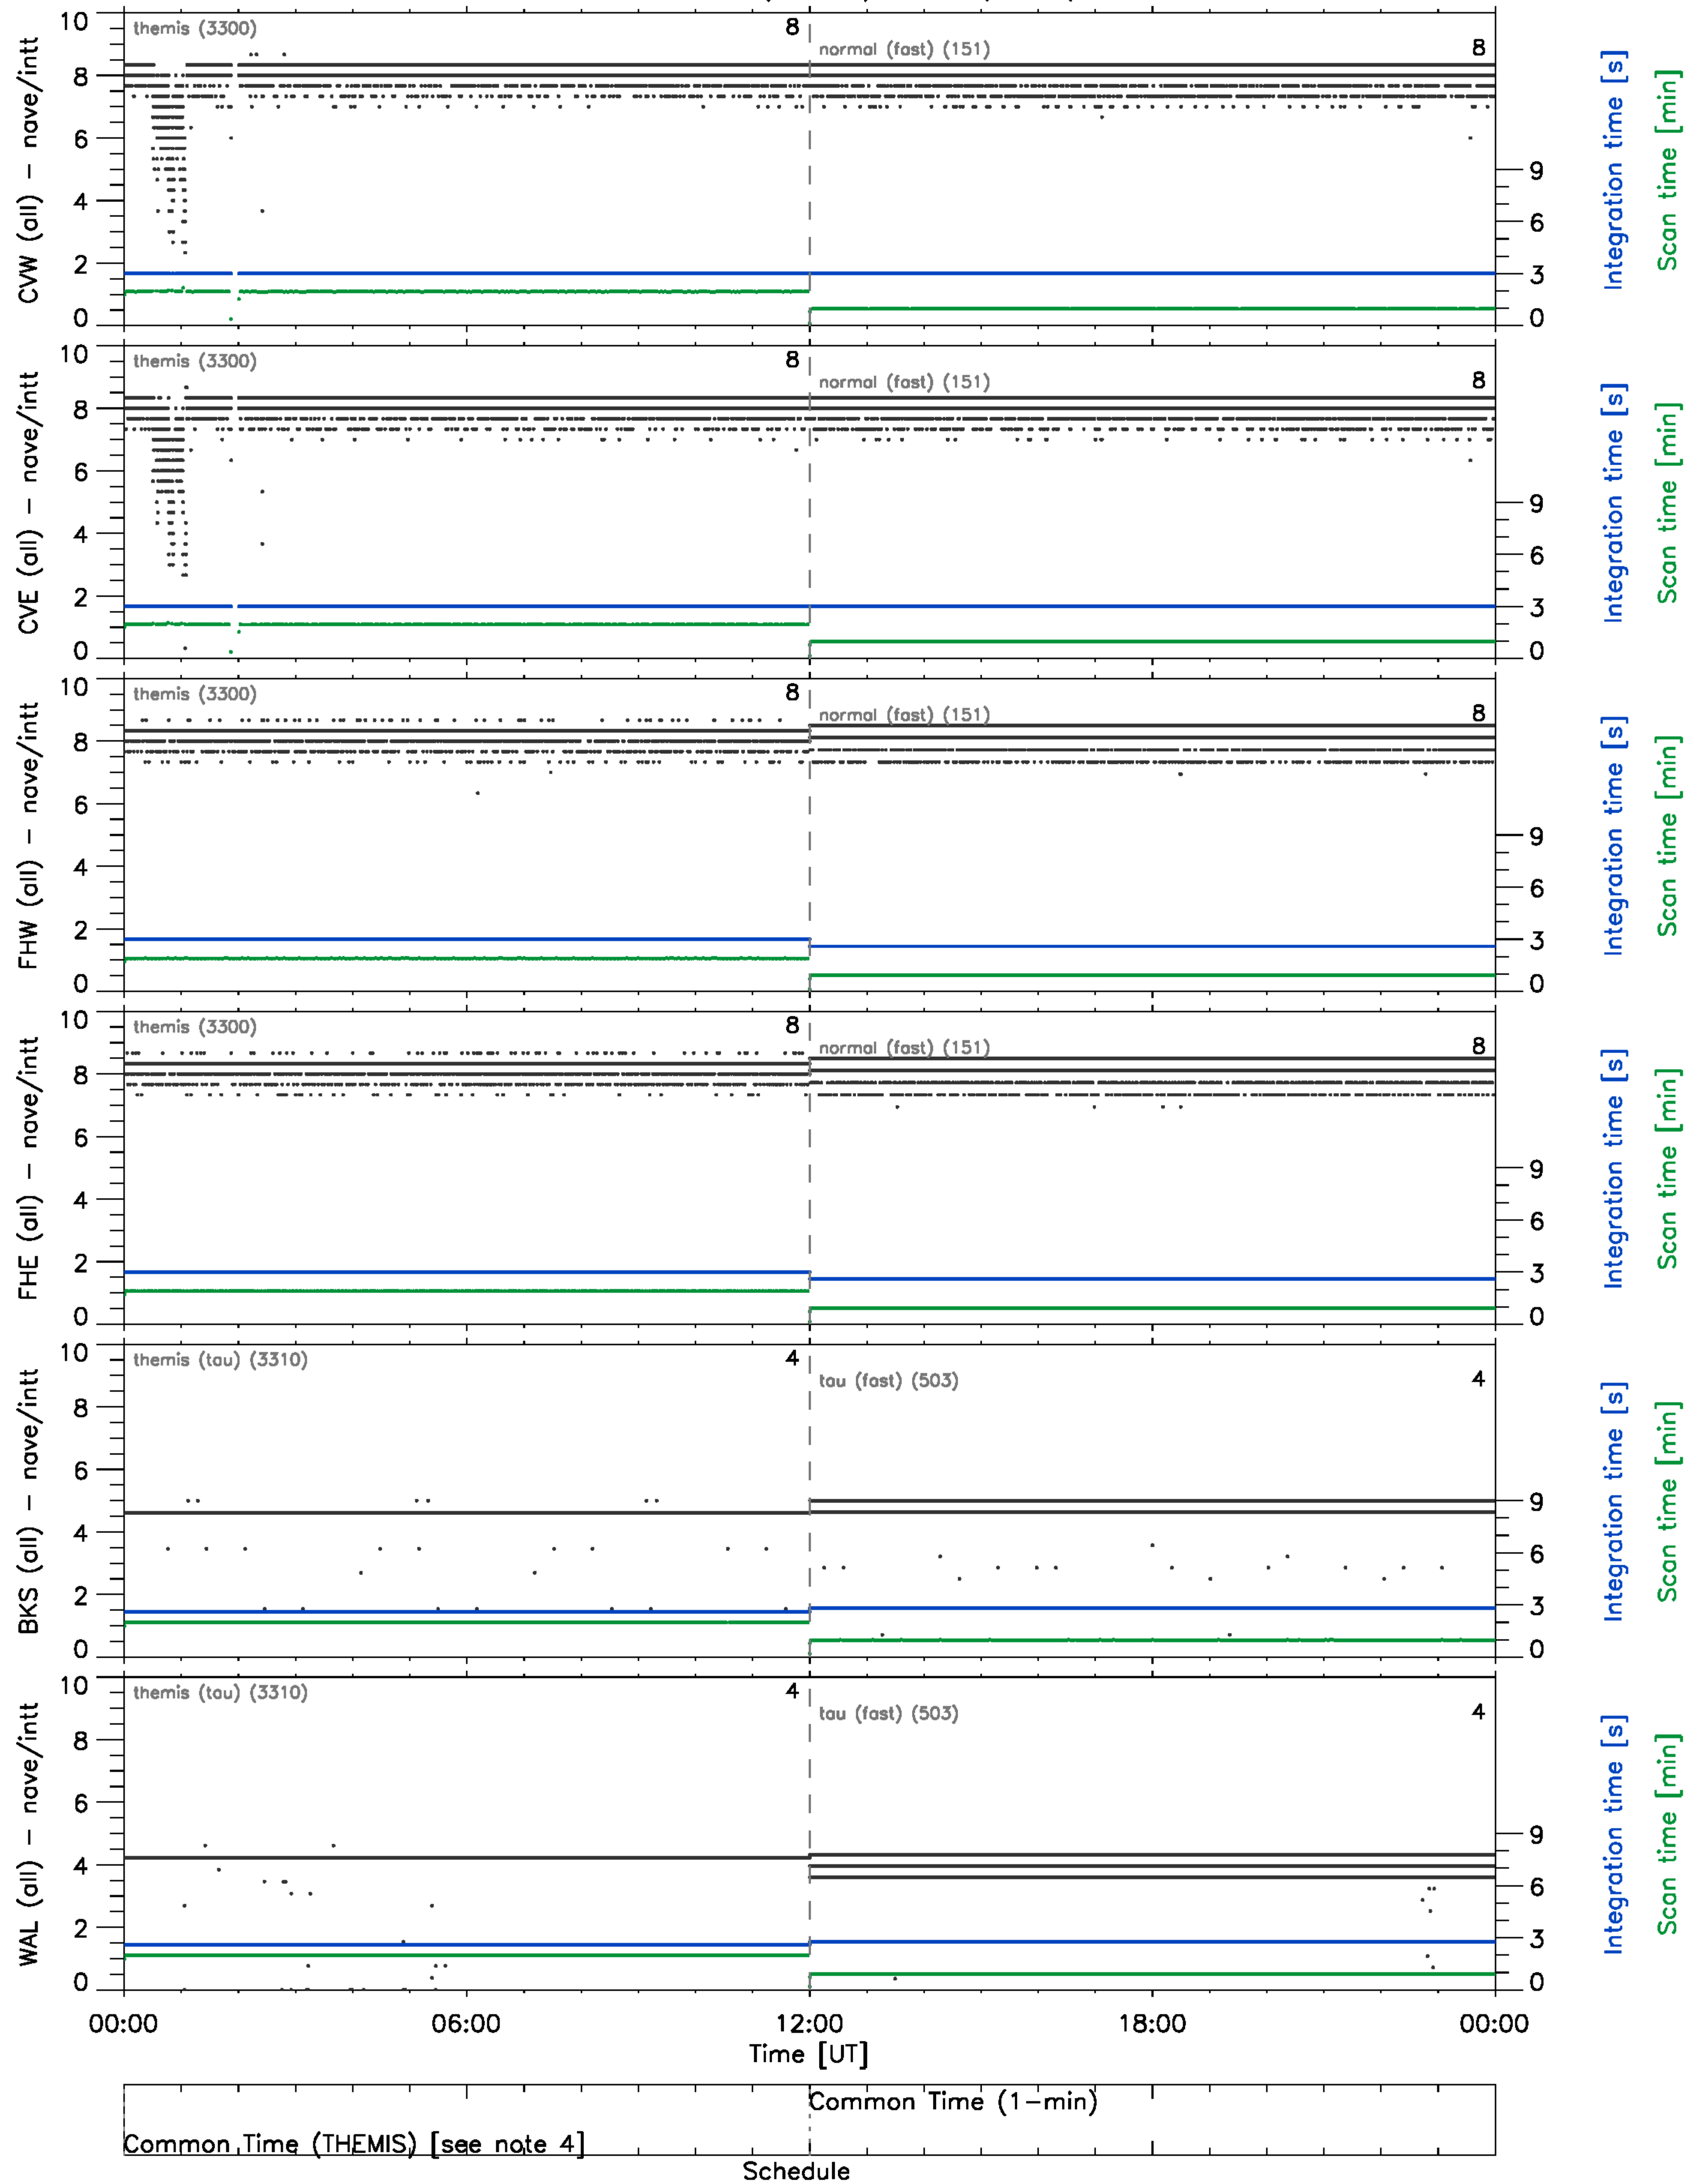 themis (3300)
8
normal (fast) (151)
8
10
8
6
4
2
0
9
6
3
0
CVW (all) − nave/intt
Integration time [s]
Scan time [min]
themis (3300)
8
normal (fast) (151)
8
10
8
6
4
2
0
9
6
3
0
CVE (all) − nave/intt
Integration time [s]
Scan time [min]
themis (3300)
8
normal (fast) (151)
8
10
8
6
4
2
0
9
6
3
0
FHW (all) − nave/intt
Integration time [s]
Scan time [min]
themis (3300)
8
normal (fast) (151)
8
10
8
6
4
2
0
9
6
3
0
FHE (all) − nave/intt
Integration time [s]
Scan time [min]
themis (tau) (3310)
4
tau (fast) (503)
4
10
8
6
4
2
0
9
6
3
0
BKS (all) − nave/intt
Integration time [s]
Scan time [min]
themis (tau) (3310)
4
tau (fast) (503)
4
10
8
6
4
2
0
9
6
3
0
WAL (all) − nave/intt
Integration time [s]
Scan time [min]
00:00 06:00 12:00 18:00 00:00
Time [UT]
Common Time (1−min)
Common Time (THEMIS) [see note 4]
Schedule